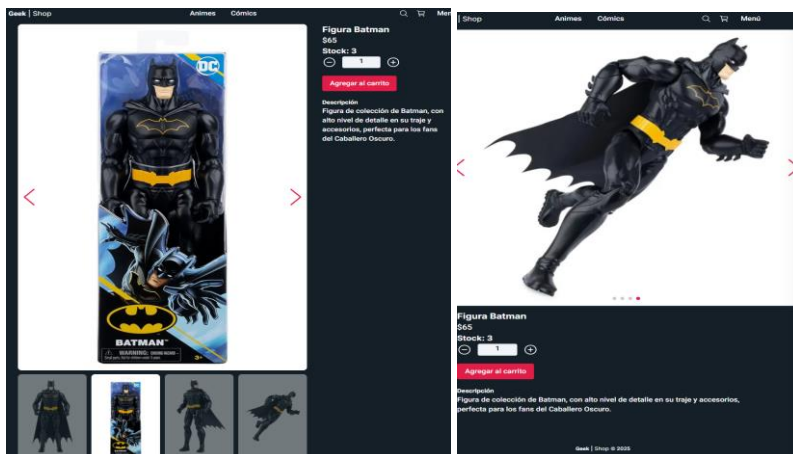 Geek | Shop
Animes Cómics
Mer
Figura Batman
$65
Stock: 3
1
Agregar al carrito
Descripción
Figura de colección de Batman, con
alto nivel de detalle en su traje y
accesorios, perfecta para los fans
del Caballero Oscuro.
DC
BATMAN™
WARNING:
3+
| Shop
Animes Cómics
Menú
Figura Batman
$65
Stock: 3
1
Agregar al carrito
Descripción
Figura de colección de Batman, con alto nivel de detalle en su traje y accesorios,
perfecta para los fans del Caballero Oscuro.
Geek | Shop © 2025